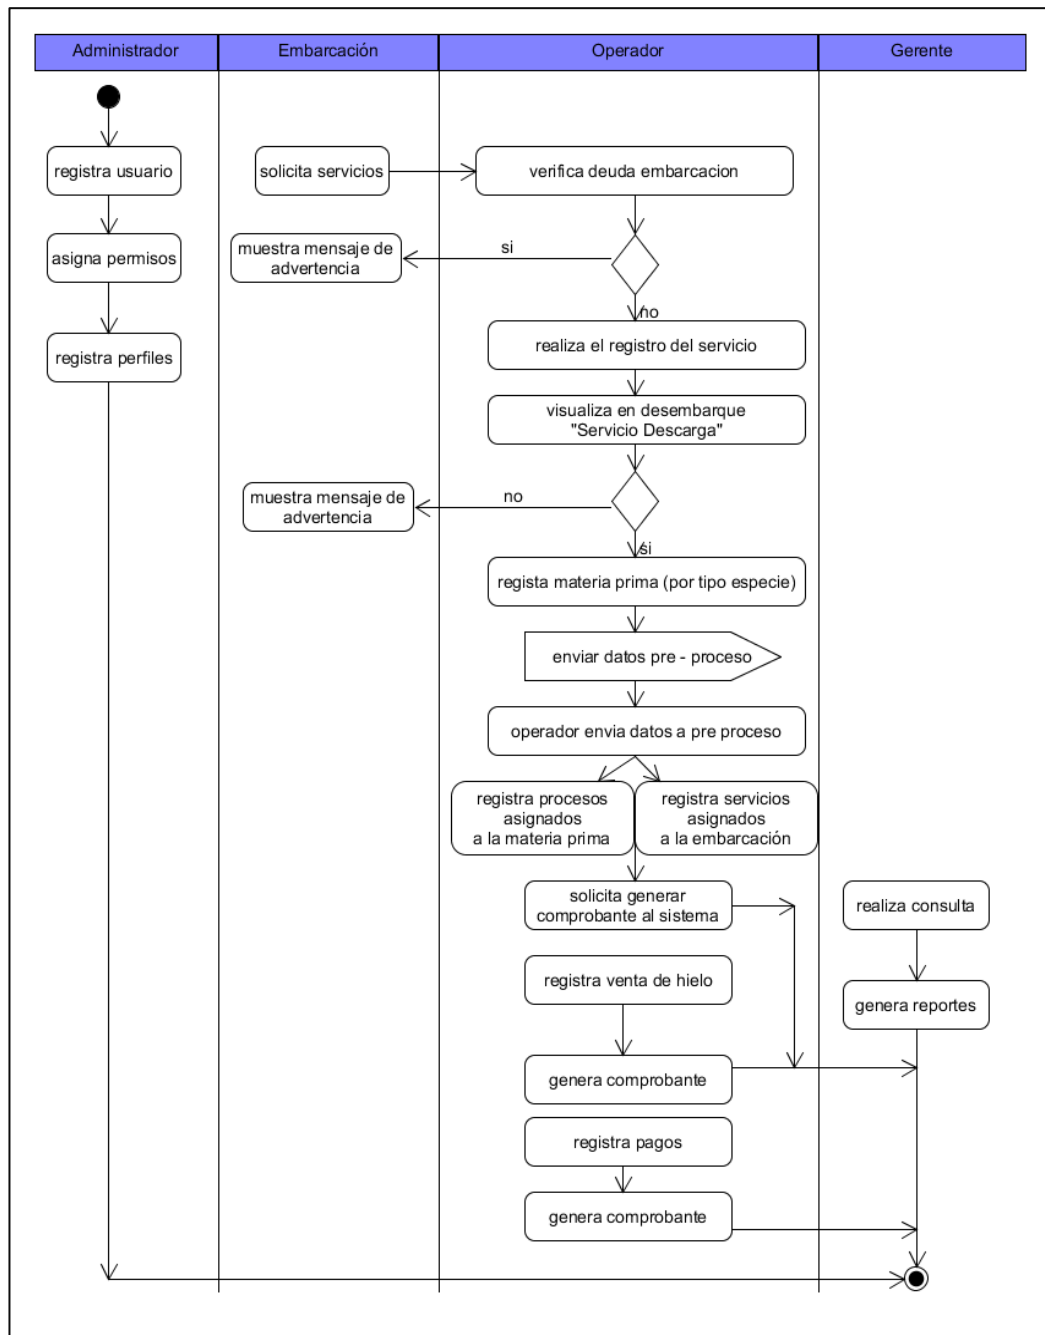 Administrador
Embarcación
Operador
Gerente
registra usuario
solicita servicios
verifica deuda embarcacion
asigna permisos
muestra mensaje de
advertencia
si
no
registra perfiles
realiza el registro del servicio
visualiza en desembarque
"Servicio Descarga"
muestra mensaje de
advertencia
no
si
regista materia prima (por tipo especie)
enviar datos pre - proceso
operador envia datos a pre proceso
registra procesos
asignados
a la materia prima
registra servicios
asignados
a la embarcación
solicita generar
comprobante al sistema
realiza consulta
registra venta de hielo
genera reportes
genera comprobante
registra pagos
genera comprobante